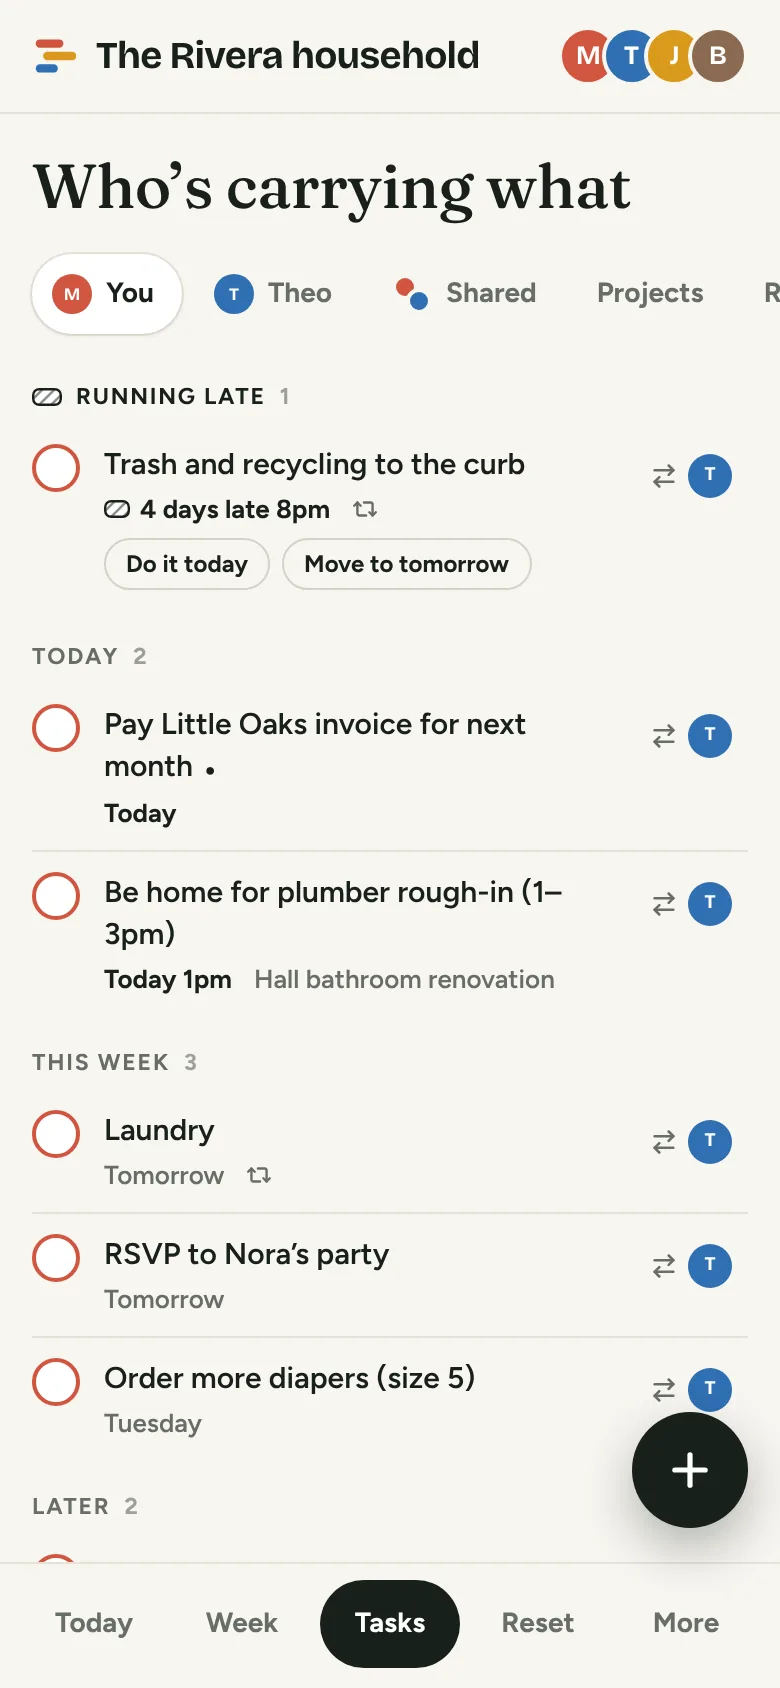 The Rivera household
M T J B
Who’s carrying what
M You T Theo Shared Projects R
RUNNING LATE 1
Trash and recycling to the curb
T
4 days late 8pm
Do it today Move to tomorrow
TODAY 2
Pay Little Oaks invoice for next
month •
T
Today
Be home for plumber rough-in (1–
3pm)
T
Today 1pm Hall bathroom renovation
THIS WEEK 3
Laundry
T
Tomorrow
RSVP to Nora’s party
T
Tomorrow
Order more diapers (size 5)
T
Tuesday
+
LATER 2
Today Week Tasks Reset More